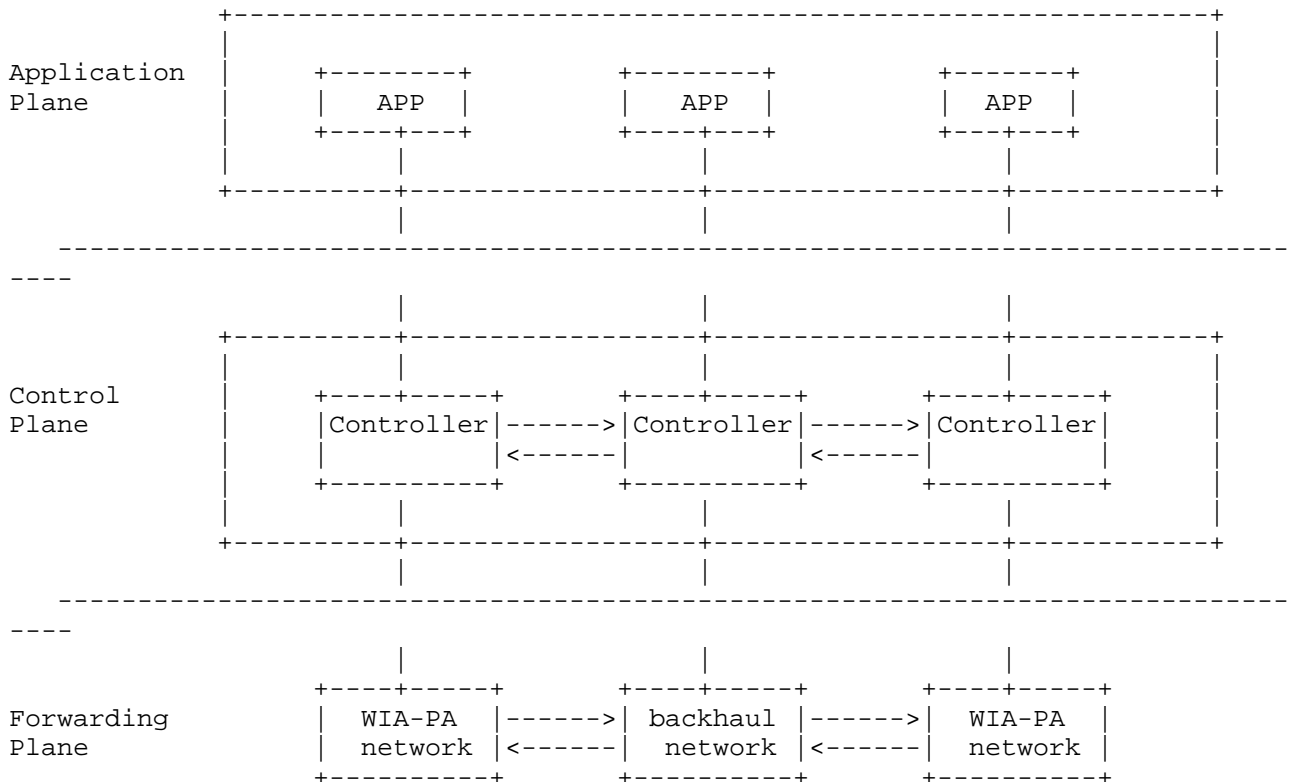 Application
Plane
APP APP APP
Control
Plane
Controller Controller Controller
Forwarding WIA-PA backhaul WIA-PA
Plane network network network